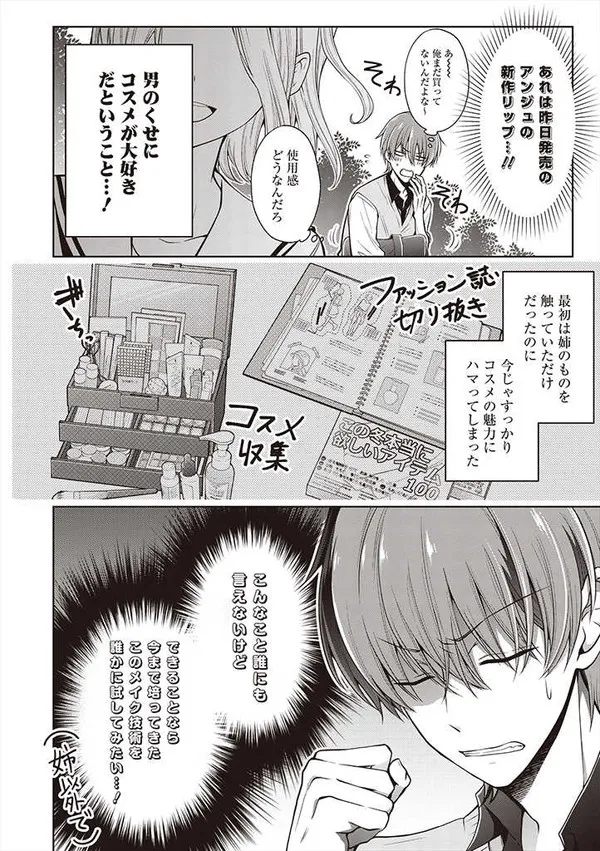 あれは昨日発売の
アンジュの
新作リップ…!!
あ〜〜
俺まだ買って
ないんだよな〜
そわ
そわ
使用感
どうなんだろ
男のくせに
コスメが大好き
だということ…!
最初は姉のものを
触っていただけ
だったのに
今じゃすっかり
コスメの魅力に
ハマってしまった
ファッション誌
切り抜き
コスメ
収集
この冬本当に
欲しいアイテム
100
こんなこと誰にも
言えないけど
できることなら
今まで培ってきた
このメイク技術を
誰かに試してみたい…!
(姉以外で)